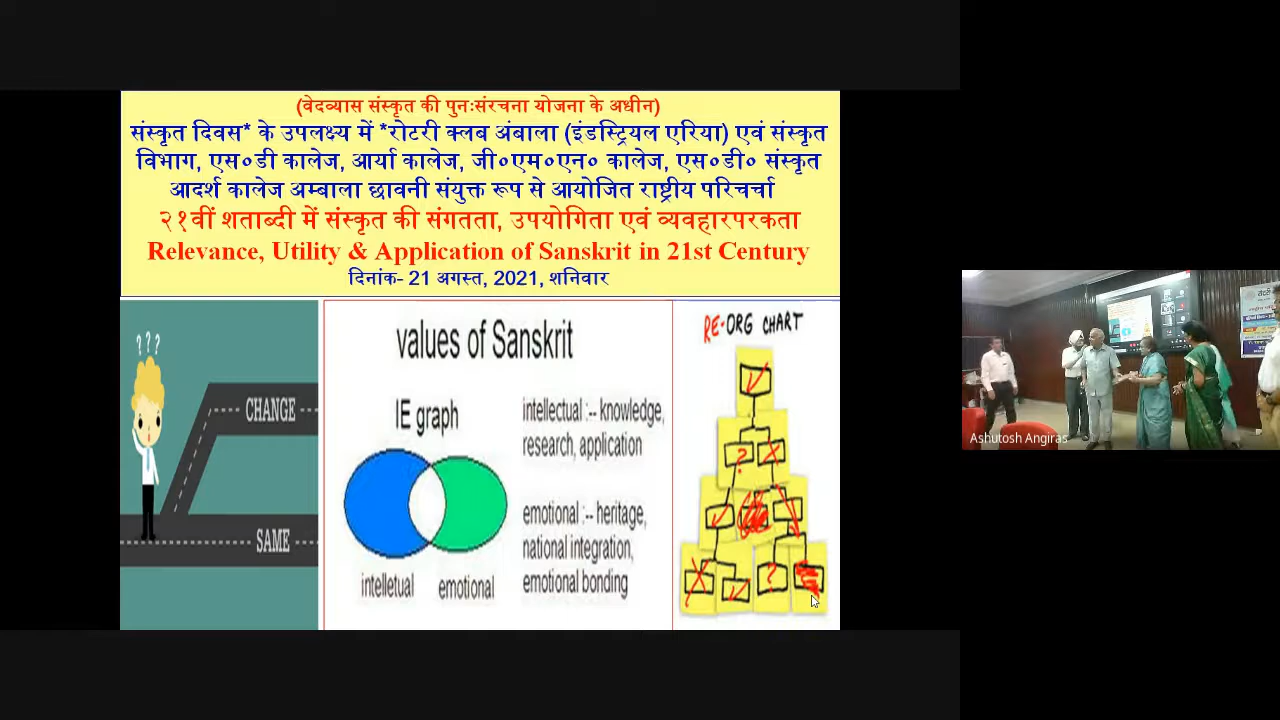 (वेदव्यास संस्कृत की पुनःसंरचना योजना के अधीन)
संस्कृत दिवस* के उपलक्ष्य में *रोटरी क्लब अंबाला (इंडस्ट्रियल एरिया) एवं संस्कृत
विभाग, एस०डी कालेज, आर्या कालेज, जी०एम०एन० कालेज, एस०डी० संस्कृत
आदर्श कालेज अम्बाला छावनी संयुक्त रूप से आयोजित राष्ट्रीय परिचर्चा
२१वीं शताब्दी में संस्कृत की संगतता, उपयोगिता एवं व्यवहारपरकता
Relevance, Utility & Application of Sanskrit in 21st Century
दिनांक- 21 अगस्त, 2021, शनिवार
? ? ?
CHANGE
SAME
values of Sanskrit
IE graph
intellectual :-- knowledge,
research, application
emotional :-- heritage,
national integration,
emotional bonding
intelletual
emotional
RE-ORG CHART
?
?
Ashutosh Angiras